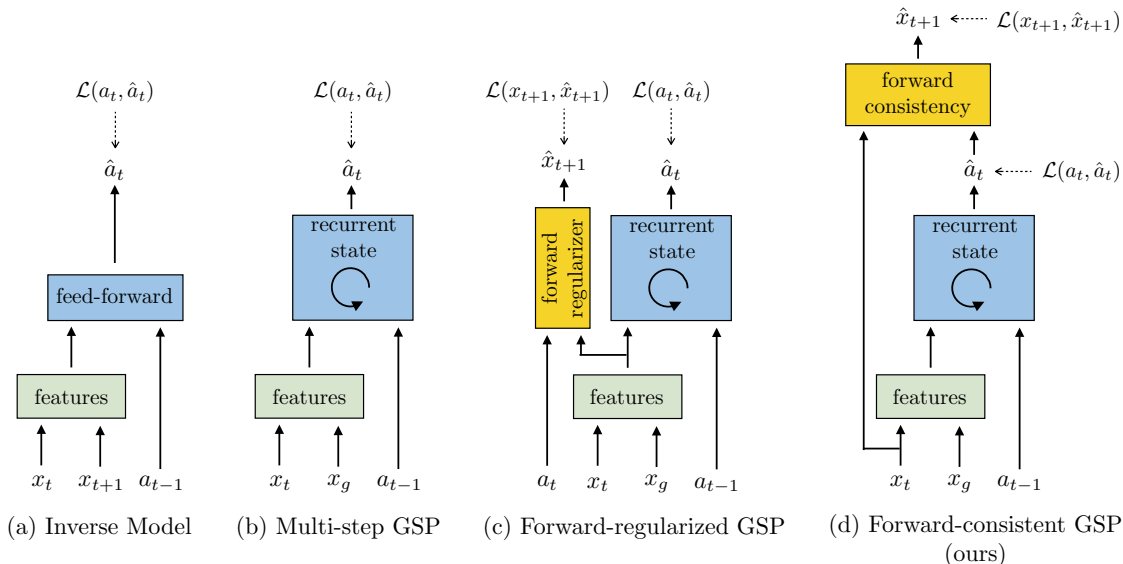 L(a_t, â_t)
â_t
feed-forward
features
x_t x_{t+1} a_{t−1}
(a) Inverse Model
L(a_t, â_t)
â_t
recurrent
state
features
x_t x_g a_{t−1}
(b) Multi-step GSP
L(x_{t+1}, x̂_{t+1}) L(a_t, â_t)
x̂_{t+1} â_t
forward
regularizer
recurrent
state
features
a_t x_t x_g a_{t−1}
(c) Forward-regularized GSP
x̂_{t+1} L(x_{t+1}, x̂_{t+1})
forward
consistency
â_t L(a_t, â_t)
recurrent
state
features
x_t x_g a_{t−1}
(d) Forward-consistent GSP
(ours)